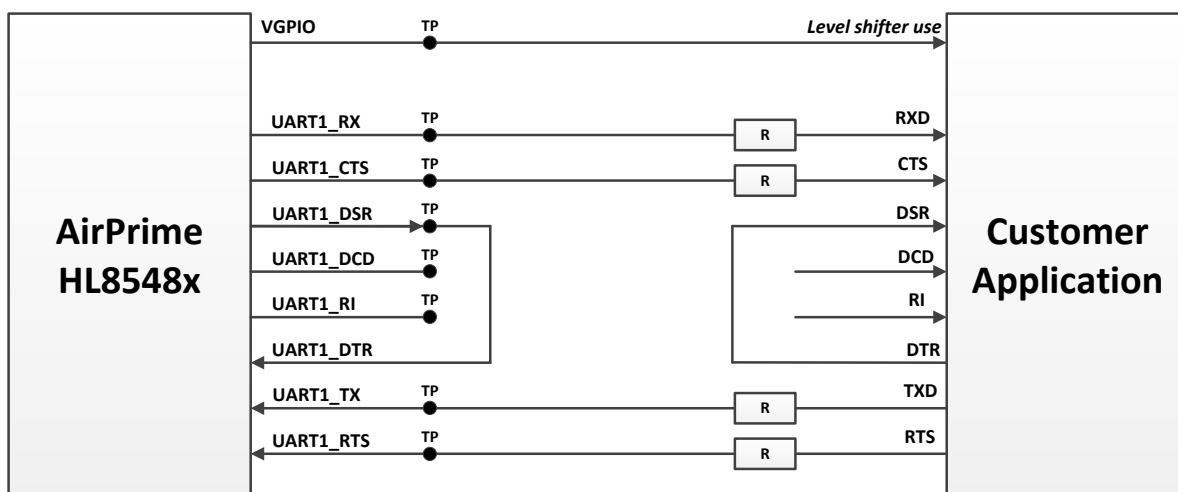 VGPIO TP Level shifter use
UART1_RX TP R RXD
UART1_CTS TP R CTS
UART1_DSR TP DSR
AirPrime
HL8548x
Customer
Application
UART1_DCD TP DCD
UART1_RI TP RI
UART1_DTR DTR
UART1_TX TP R TXD
UART1_RTS TP R RTS